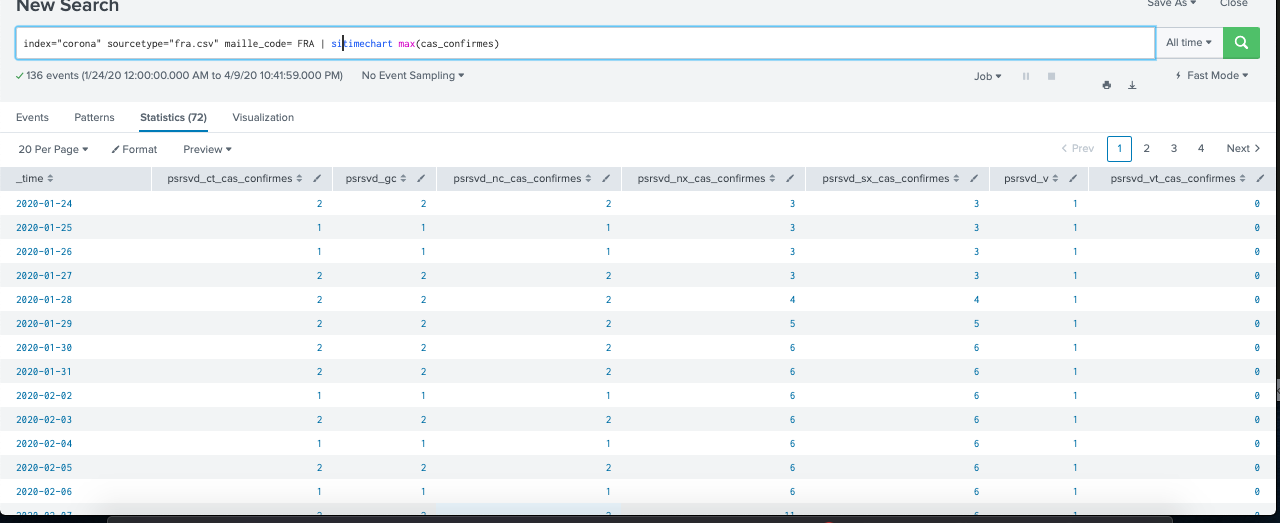 New Search
Save As Close
index="corona" sourcetype="fra.csv" maille_code= FRA | sitimechart max(cas_confirmes)
All time
136 events (1/24/20 12:00:00.000 AM to 4/9/20 10:41:59.000 PM) No Event Sampling
Job Fast Mode
Events Patterns Statistics (72) Visualization
20 Per Page Format Preview
Prev 1 2 3 4 Next
_time psrsvd_ct_cas_confirmes psrsvd_gc psrsvd_nc_cas_confirmes psrsvd_nx_cas_confirmes psrsvd_sx_cas_confirmes psrsvd_v psrsvd_vt_cas_confirmes
2020-01-24 2 2 2 3 3 1 0
2020-01-25 1 1 1 3 3 1 0
2020-01-26 1 1 1 3 3 1 0
2020-01-27 2 2 2 3 3 1 0
2020-01-28 2 2 2 4 4 1 0
2020-01-29 2 2 2 5 5 1 0
2020-01-30 2 2 2 6 6 1 0
2020-01-31 2 2 2 6 6 1 0
2020-02-02 1 1 1 6 6 1 0
2020-02-03 2 2 2 6 6 1 0
2020-02-04 1 1 1 6 6 1 0
2020-02-05 2 2 2 6 6 1 0
2020-02-06 1 1 1 6 6 1 0
2020-02-07 2 2 2 11 6 1 0